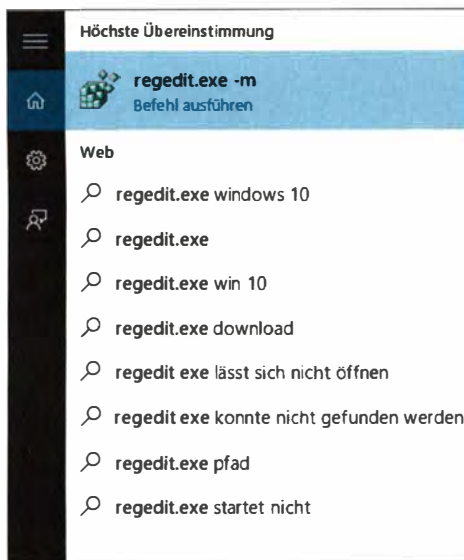 Höchste Übereinstimmung
regedit.exe -m
Befehl ausführen
Web
regedit.exe windows 10
regedit.exe
regedit.exe win 10
regedit.exe download
regedit exe lässt sich nicht öffnen
regedit exe konnte nicht gefunden werden
regedit.exe pfad
regedit.exe startet nicht